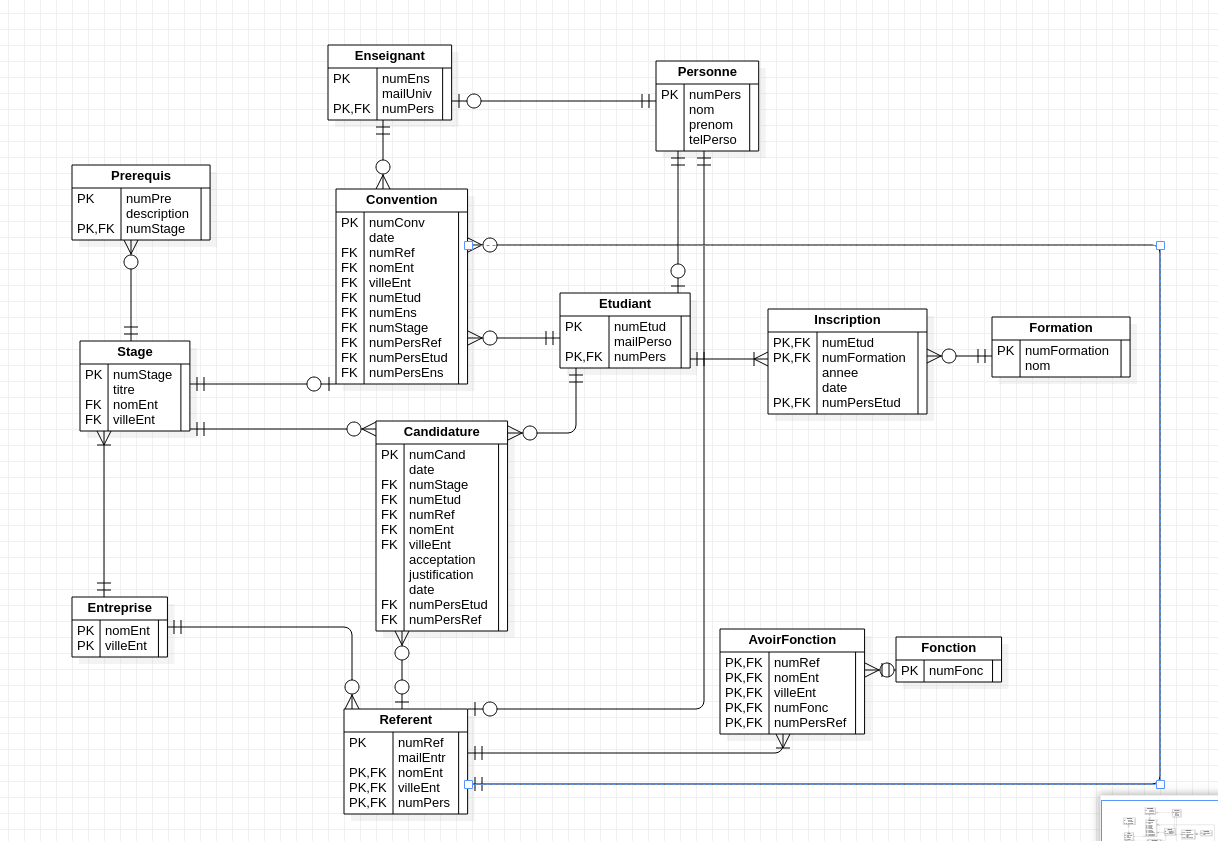 Enseignant
PK numEns
mailUniv
PK,FK numPers
Personne
PK numPers
nom
prenom
telPerso
Prerequis
PK numPre
description
PK,FK numStage
Convention
PK numConv
date
FK numRef
FK nomEnt
FK villeEnt
FK numEtud
FK numEns
FK numStage
FK numPersRef
FK numPersEtud
FK numPersEns
Etudiant
PK numEtud
mailPerso
PK,FK numPers
Inscription
PK,FK numEtud
PK,FK numFormation
annee
date
PK,FK numPersEtud
Formation
PK numFormation
nom
Stage
PK numStage
titre
FK nomEnt
FK villeEnt
Candidature
PK numCand
date
FK numStage
FK numEtud
FK numRef
FK nomEnt
FK villeEnt
acceptation
justification
date
FK numPersEtud
FK numPersRef
Entreprise
PK nomEnt
PK villeEnt
AvoirFonction
PK,FK numRef
PK,FK nomEnt
PK,FK villeEnt
PK,FK numFonc
PK,FK numPersRef
Fonction
PK numFonc
Referent
PK numRef
mailEntr
PK,FK nomEnt
PK,FK villeEnt
PK,FK numPers